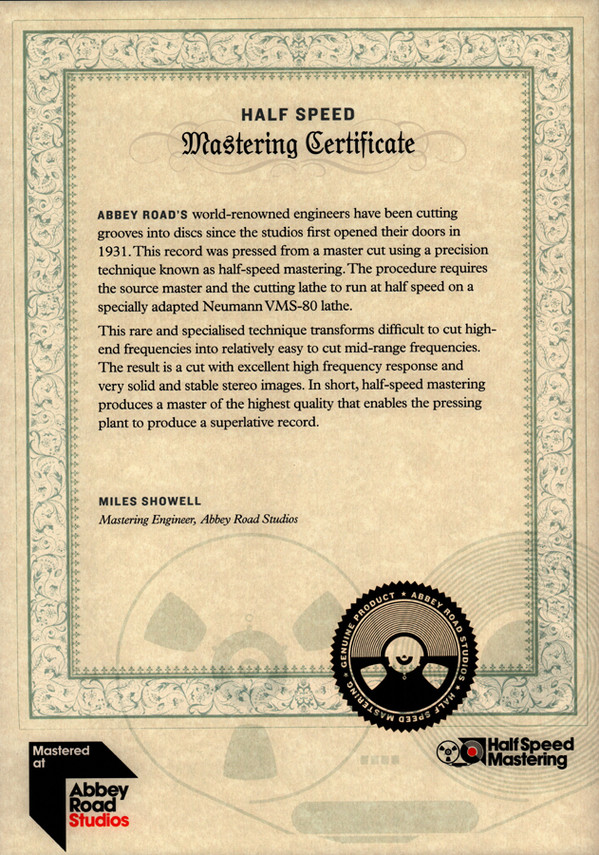 HALF SPEED
Mastering Certificate
ABBEY ROAD'S world-renowned engineers have been cutting
grooves into discs since the studios first opened their doors in
1931. This record was pressed from a master cut using a precision
technique known as half-speed mastering. The procedure requires
the source master and the cutting lathe to run at half speed on a
specially adapted Neumann VMS-80 lathe.
This rare and specialised technique transforms difficult to cut high-
end frequencies into relatively easy to cut mid-range frequencies.
The result is a cut with excellent high frequency response and
very solid and stable stereo images. In short, half-speed mastering
produces a master of the highest quality that enables the pressing
plant to produce a superlative record.
MILES SHOWELL
Mastering Engineer, Abbey Road Studios
GENUINE PRODUCT ★ ABBEY ROAD STUDIOS ★ HALF SPEED MASTERING ★
Mastered
at
Abbey
Road
Studios
Half Speed
Mastering